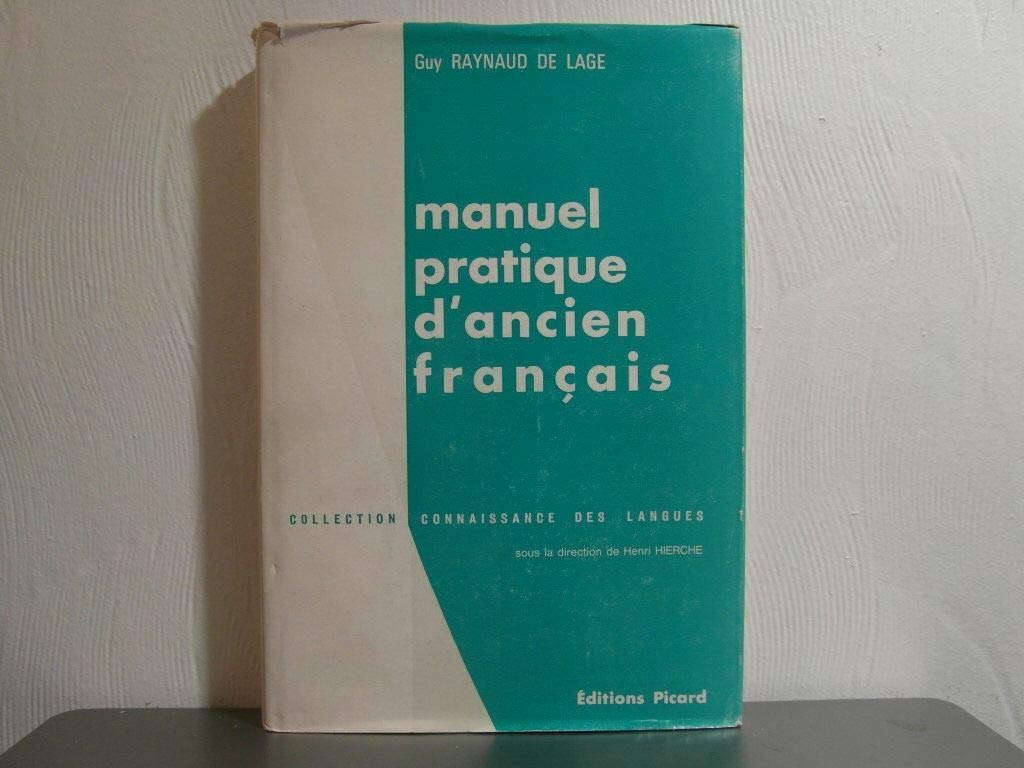 Guy RAYNAUD DE LAGE
manuel
pratique
d'ancien
français
COLLECTION CONNAISSANCE DES LANGUES
sous la direction de Henri HIERCHE
Éditions Picard